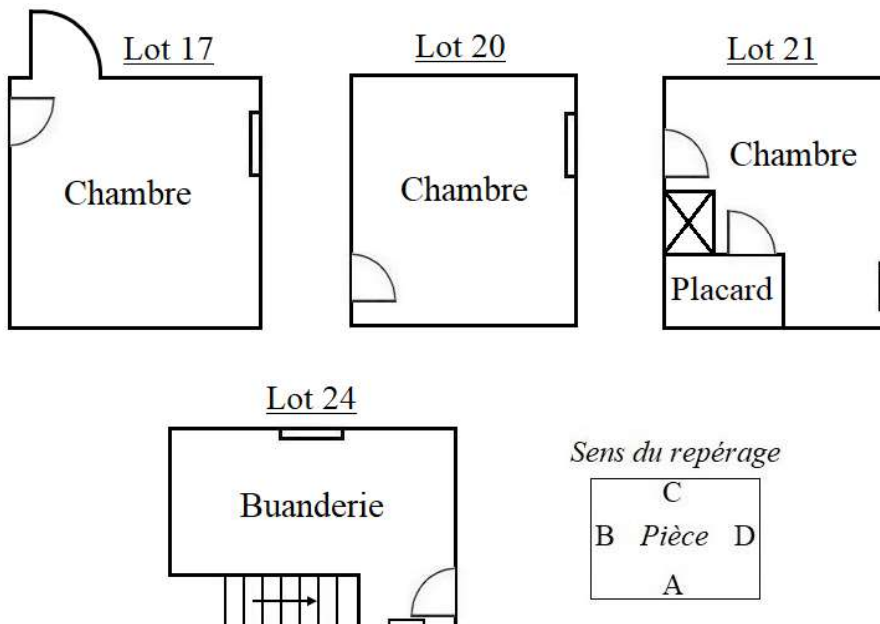 Lot 17
Lot 20
Lot 21
Chambre
Chambre
Chambre
Placard
Lot 24
Buanderie
Sens du repérage
C
B Pièce D
A